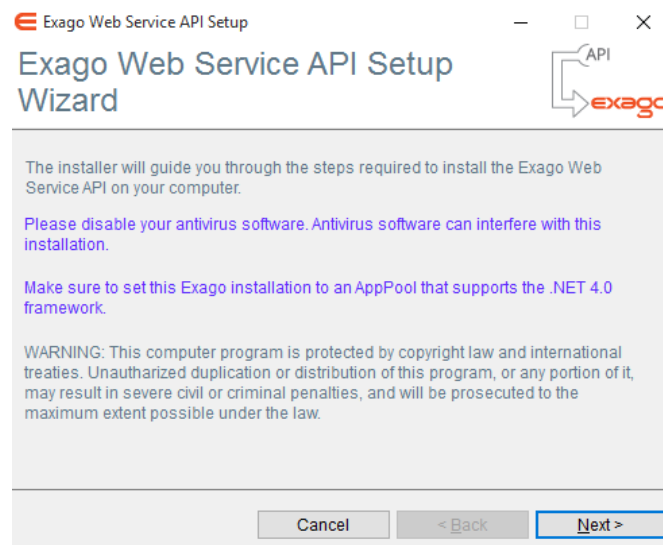 Exago Web Service API Setup
Exago Web Service API Setup
Wizard
API
exago
The installer will guide you through the steps required to install the Exago Web
Service API on your computer.
Please disable your antivirus software. Antivirus software can interfere with this
installation.
Make sure to set this Exago installation to an AppPool that supports the .NET 4.0
framework.
WARNING: This computer program is protected by copyright law and international
treaties. Unautharized duplication or distribution of this program, or any portion of it,
may result in severe civil or criminal penalties, and will be prosecuted to the
maximum extent possible under the law.
Cancel
< Back
Next >